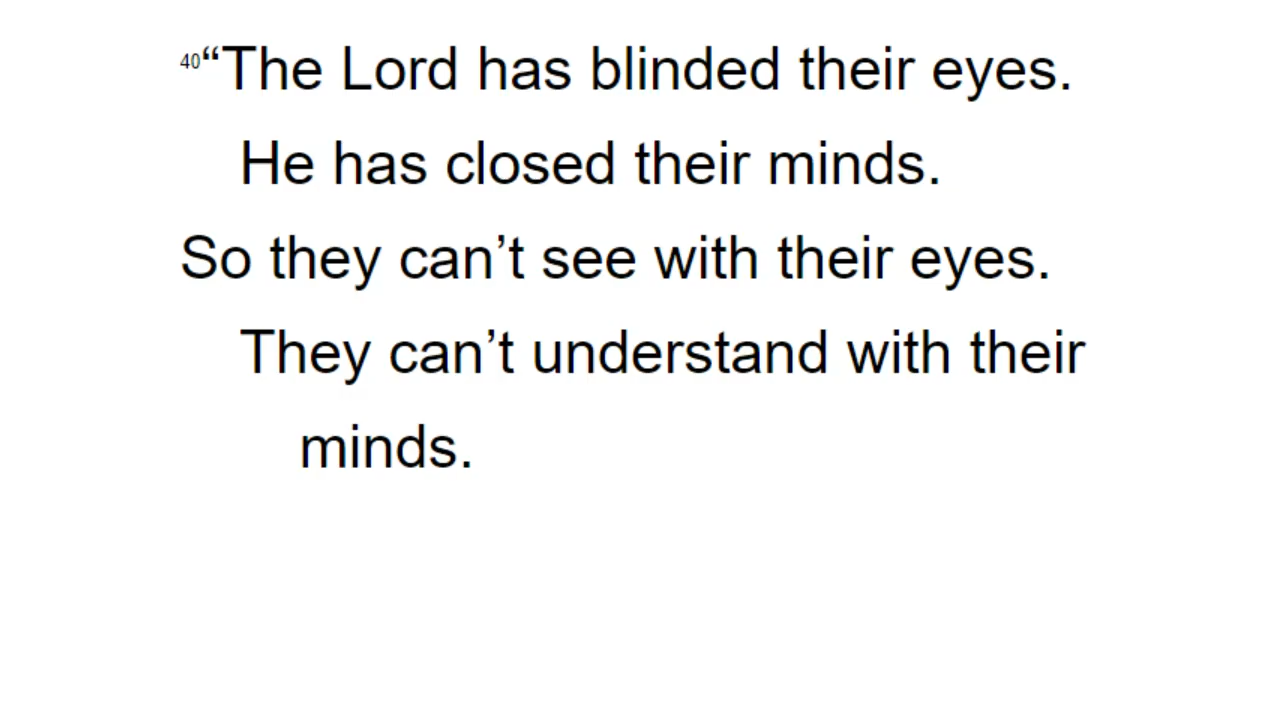 40“The Lord has blinded their eyes.
He has closed their minds.
So they can’t see with their eyes.
They can’t understand with their
minds.